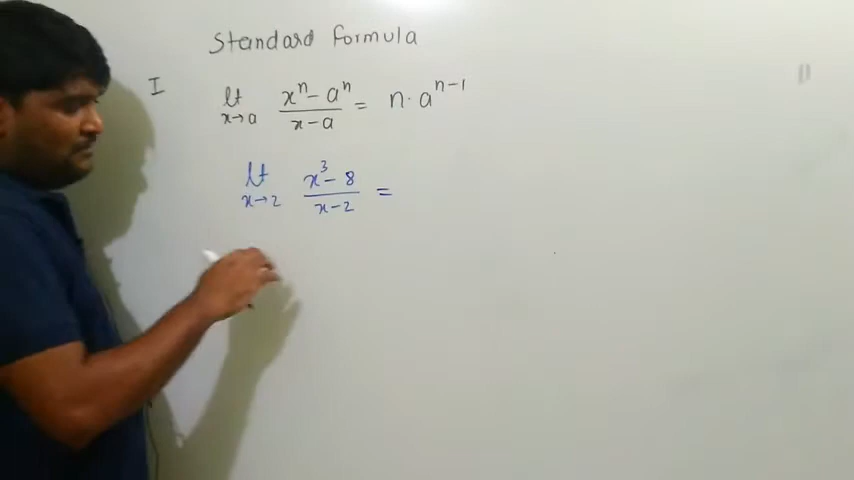 Standard formula
I lt x→a xⁿ – aⁿ / x – a = n · aⁿ⁻¹
lt x→2 x³ – 8 / x – 2 =